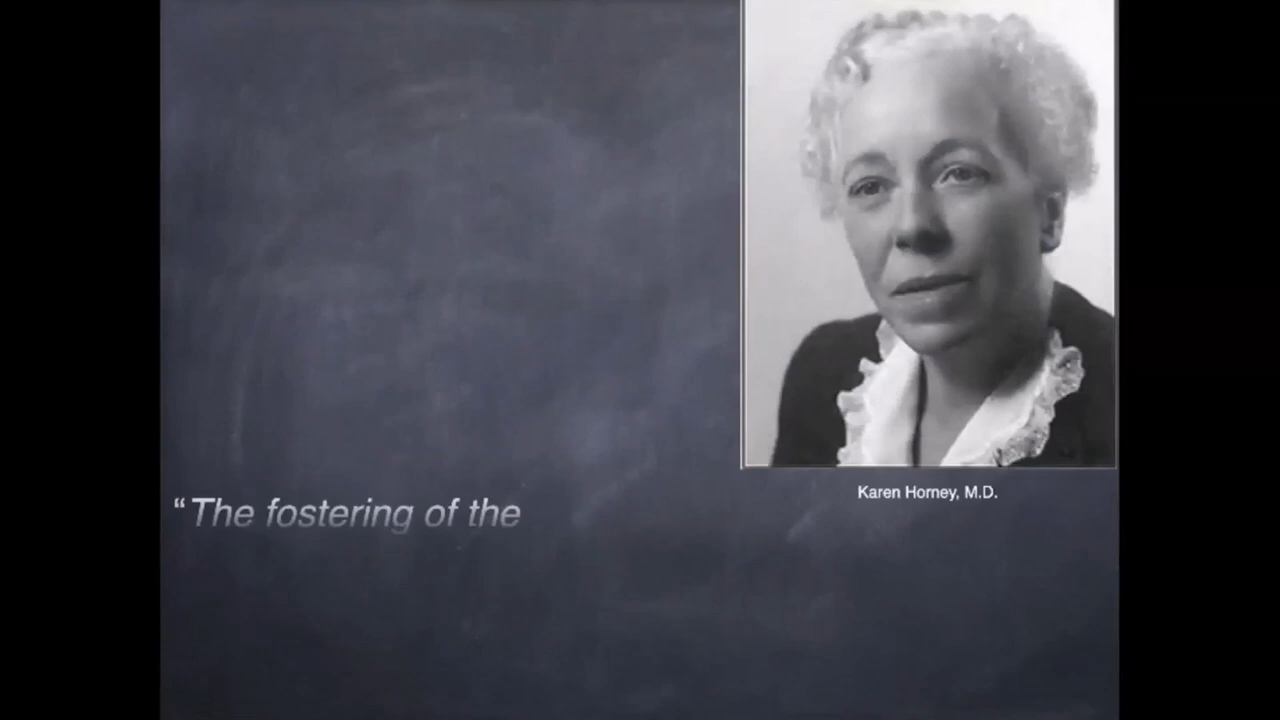 Karen Horney, M.D.
“The fostering of the